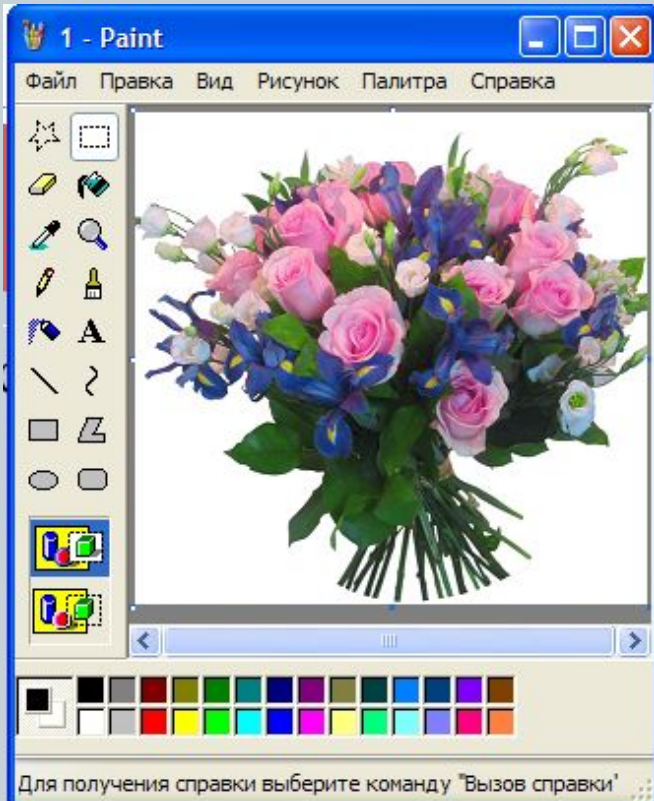 1 - Paint
Файл Правка Вид Рисунок Палитра Справка
A
Для получения справки выберите команду "Вызов справки"